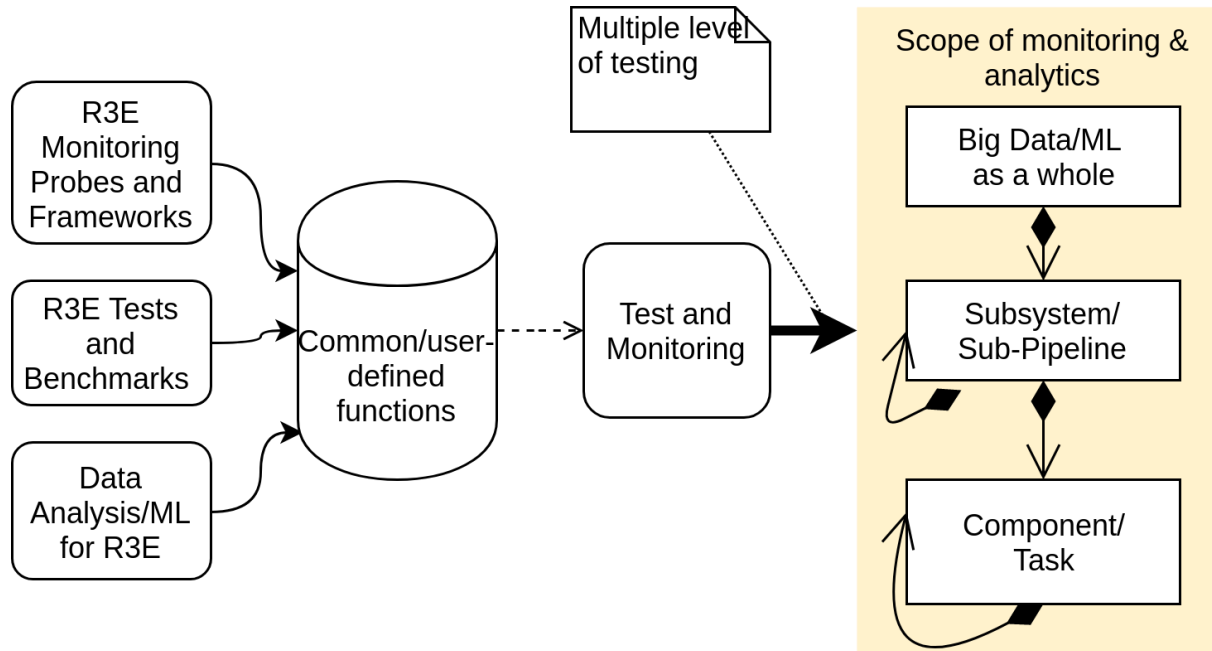 R3E
Monitoring
Probes and
Frameworks
R3E Tests
and
Benchmarks
Data
Analysis/ML
for R3E
Common/user-
defined
functions
Multiple level
of testing
Test and
Monitoring
Scope of monitoring &
analytics
Big Data/ML
as a whole
Subsystem/
Sub-Pipeline
Component/
Task